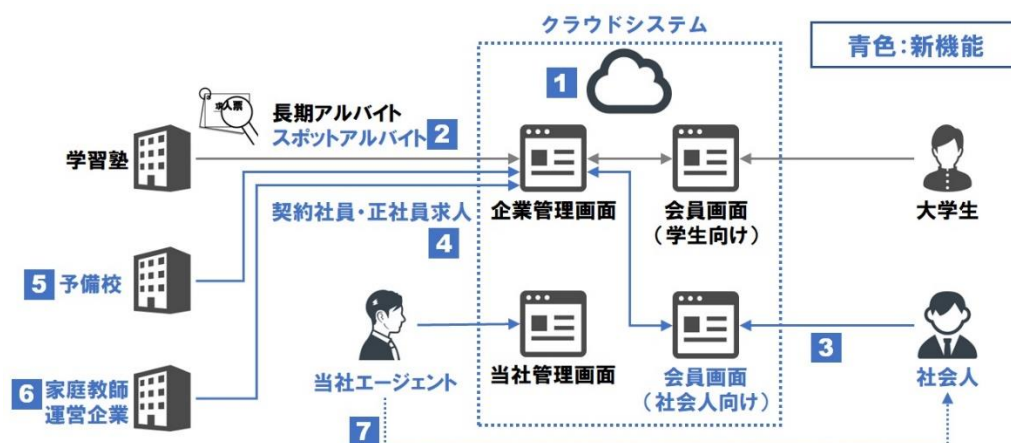 クラウドシステム
青色：新機能
1
求人票
長期アルバイト
スポットアルバイト 2
学習塾
企業管理画面
会員画面
（学生向け）
大学生
契約社員・正社員求人
4
5 予備校
3
当社エージェント
当社管理画面
会員画面
（社会人向け）
社会人
6 家庭教師
運営企業
7